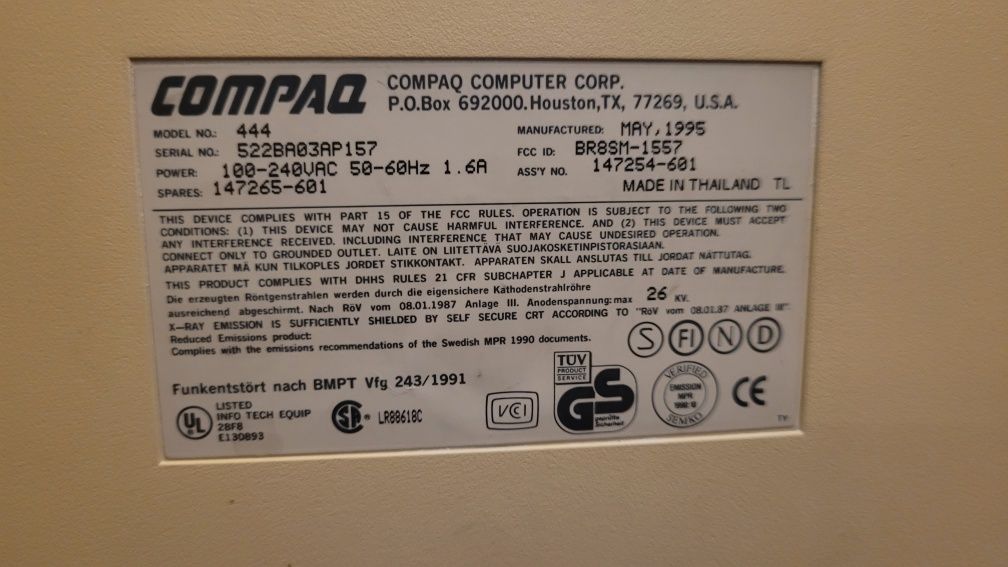 COMPAQ
COMPAQ COMPUTER CORP.
P.O.Box 692000.Houston,TX, 77269, U.S.A.
MODEL NO.: 444
SERIAL NO.: 522BA03AP157
POWER: 100-240VAC 50-60Hz 1.6A
SPARES: 147265-601
MANUFACTURED: MAY,1995
FCC ID: BR8SM-1557
ASS'Y NO. 147254-601
MADE IN THAILAND TL
THIS DEVICE COMPLIES WITH PART 15 OF THE FCC RULES. OPERATION IS SUBJECT TO THE FOLLOWING TWO
CONDITIONS: (1) THIS DEVICE MAY NOT CAUSE HARMFUL INTERFERENCE. AND (2) THIS DEVICE MUST ACCEPT
ANY INTERFERENCE RECEIVED. INCLUDING INTERFERENCE THAT MAY CAUSE UNDESIRED OPERATION.
CONNECT ONLY TO GROUNDED OUTLET. LAITE ON LIITETTÄVÄ SUOJAKOSKETINPISTORASIAAN.
APPARATET MÅ KUN TILKOPLES JORDET STIKKONTAKT. APPARATEN SKALL ANSLUTAS TILL JORDAT NÄTTUTAG.
THIS PRODUCT COMPLIES WITH DHHS RULES 21 CFR SUBCHAPTER J APPLICABLE AT DATE OF MANUFACTURE.
Die erzeugten Röntgenstrahlen werden durch die eigensichere Kathodenstrahlröhre
ausreichend abgeschirmt. Nach RöV vom 08.01.1987 Anlage III. Anodenspannung:max 26 KV.
X-RAY EMISSION IS SUFFICIENTLY SHIELDED BY SELF SECURE CRT ACCORDING TO "RöV vom 08.01.87 ANLAGE III".
Reduced Emissions product:
Complies with the emissions recommendations of the Swedish MPR 1990 documents.
S FI N D
Funkentstört nach BMPT Vfg 243/1991
UL
LISTED
INFO TECH EQUIP
28F8
E130893
SA ® LR88618C
VCI
TÜV
PRODUCT
SERVICE
GS
geprüfte
Sicherheit
VERIFIED
EMISSION
MPR
1990:10
SEMKO
CE
TY-